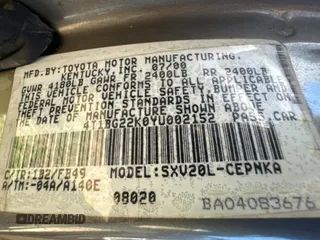 MFD.BY:TOYOTA MOTOR MANUFACTURING,
KENTUCKY, INC. 07/00
GVWR 4180LB GAWR FR 2400LB RR 2400LB
THIS VEHICLE CONFORMS TO ALL APPLICABLE
FEDERAL MOTOR VEHICLE SAFETY, BUMPER AND
THEFT PREVENTION STANDARDS IN EFFECT ON
THE DATE OF MANUFACTURE SHOWN ABOVE.
4T1BG22K0YU002152 PASS.CAR
C/TR:1B2/FB49 MODEL:SXV20L-CEPNKA
A/TM:-04A/A140E
08020 BA04083676
DREAMBID